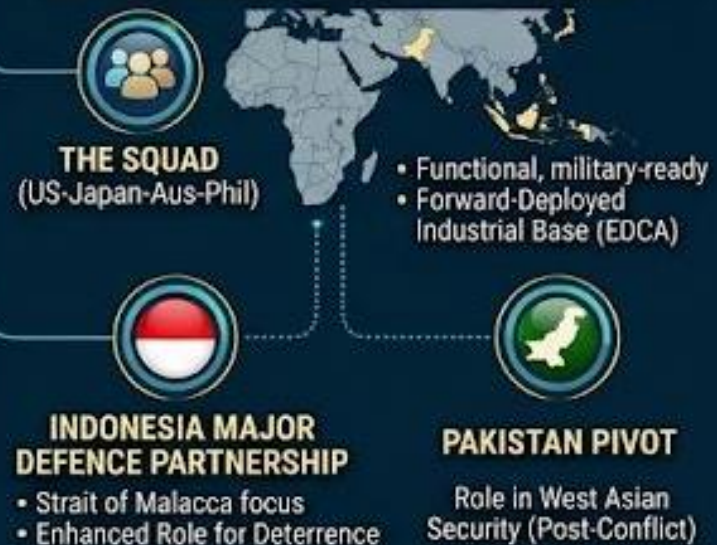 THE SQUAD
(US-Japan-Aus-Phil)
• Functional, military-ready
• Forward-Deployed
Industrial Base (EDCA)
INDONESIA MAJOR
DEFENCE PARTNERSHIP
• Strait of Malacca focus
• Enhanced Role for Deterrence
PAKISTAN PIVOT
Role in West Asian
Security (Post-Conflict)